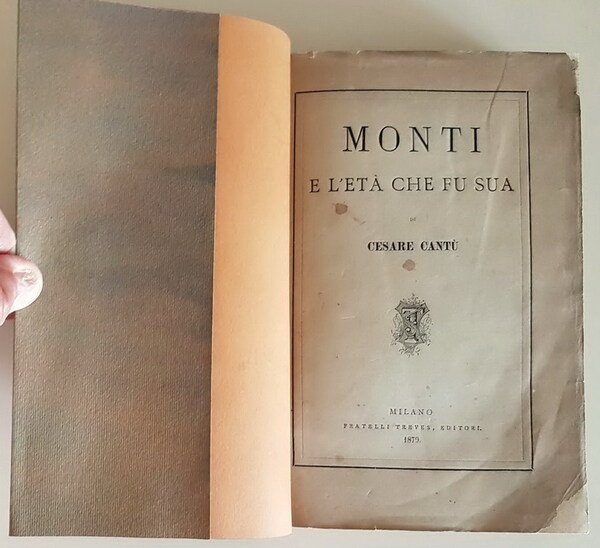 MONTI
E L'ETÀ CHE FU SUA
DI
CESARE CANTÙ
MILANO
FRATELLI TREVES, EDITORI.
1879.